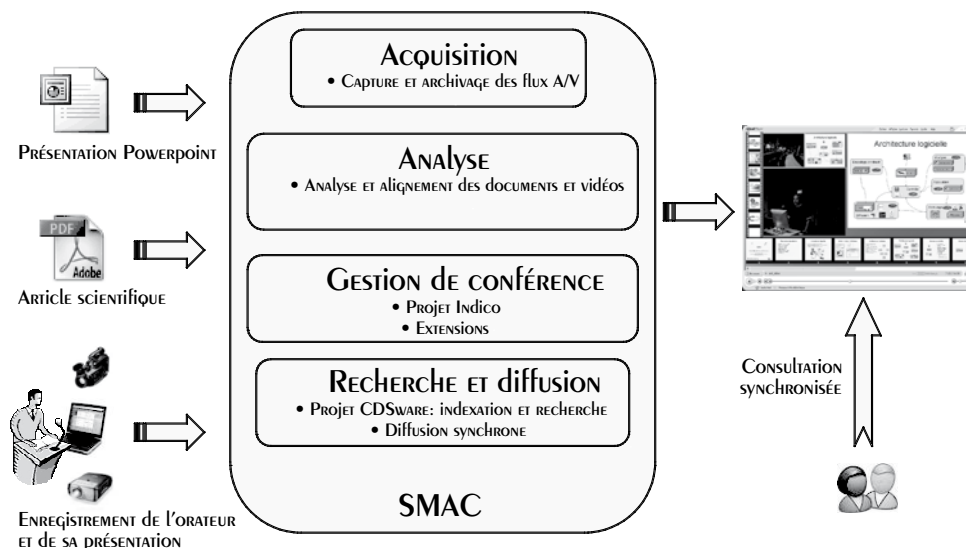 Présentation Powerpoint
PDF
Adobe
Article scientifique
Enregistrement de l'orateur
et de sa présentation
Acquisition
• Capture et archivage des flux A/V
Analyse
• Analyse et alignement des documents et vidéos
Gestion de conférence
• Projet Indico
• Extensions
Recherche et diffusion
• Projet CDSware: indexation et recherche
• Diffusion synchrone
SMAC
Architecture logicielle
Consultation
synchronisée